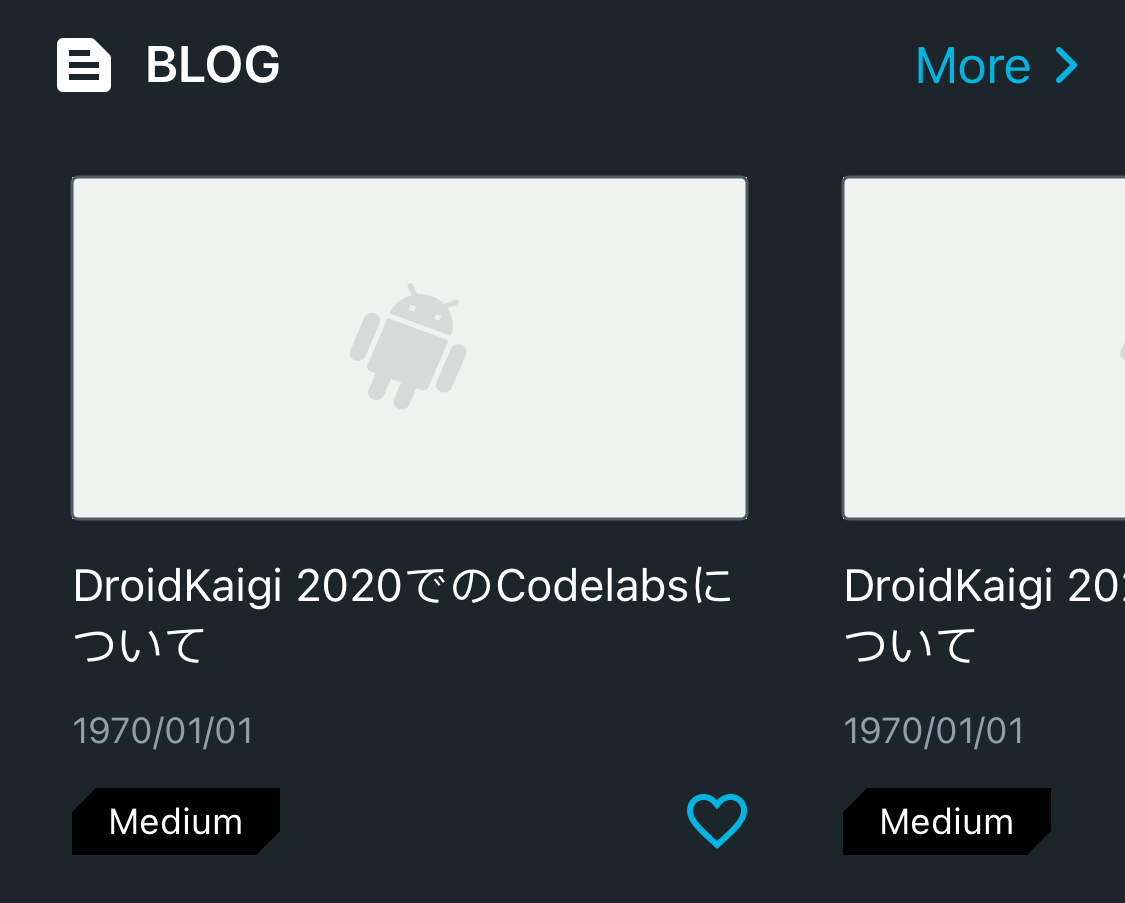 BLOG
More
DroidKaigi 2020でのCodelabsに
ついて
1970/01/01
Medium
DroidKaigi
ついて
1970/01/01
Medium